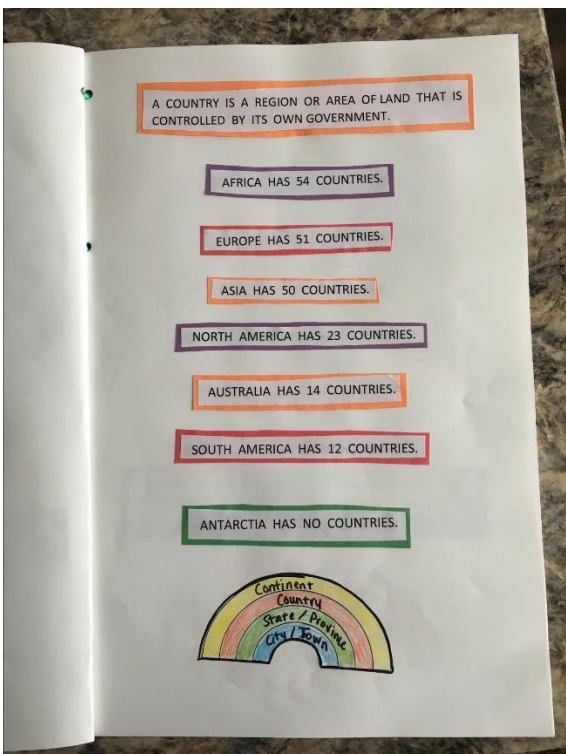 A COUNTRY IS A REGION OR AREA OF LAND THAT IS
CONTROLLED BY ITS OWN GOVERNMENT.
AFRICA HAS 54 COUNTRIES.
EUROPE HAS 51 COUNTRIES.
ASIA HAS 50 COUNTRIES.
NORTH AMERICA HAS 23 COUNTRIES.
AUSTRALIA HAS 14 COUNTRIES.
SOUTH AMERICA HAS 12 COUNTRIES.
ANTARCTIA HAS NO COUNTRIES.
Continent
Country
State / Province
City / Town